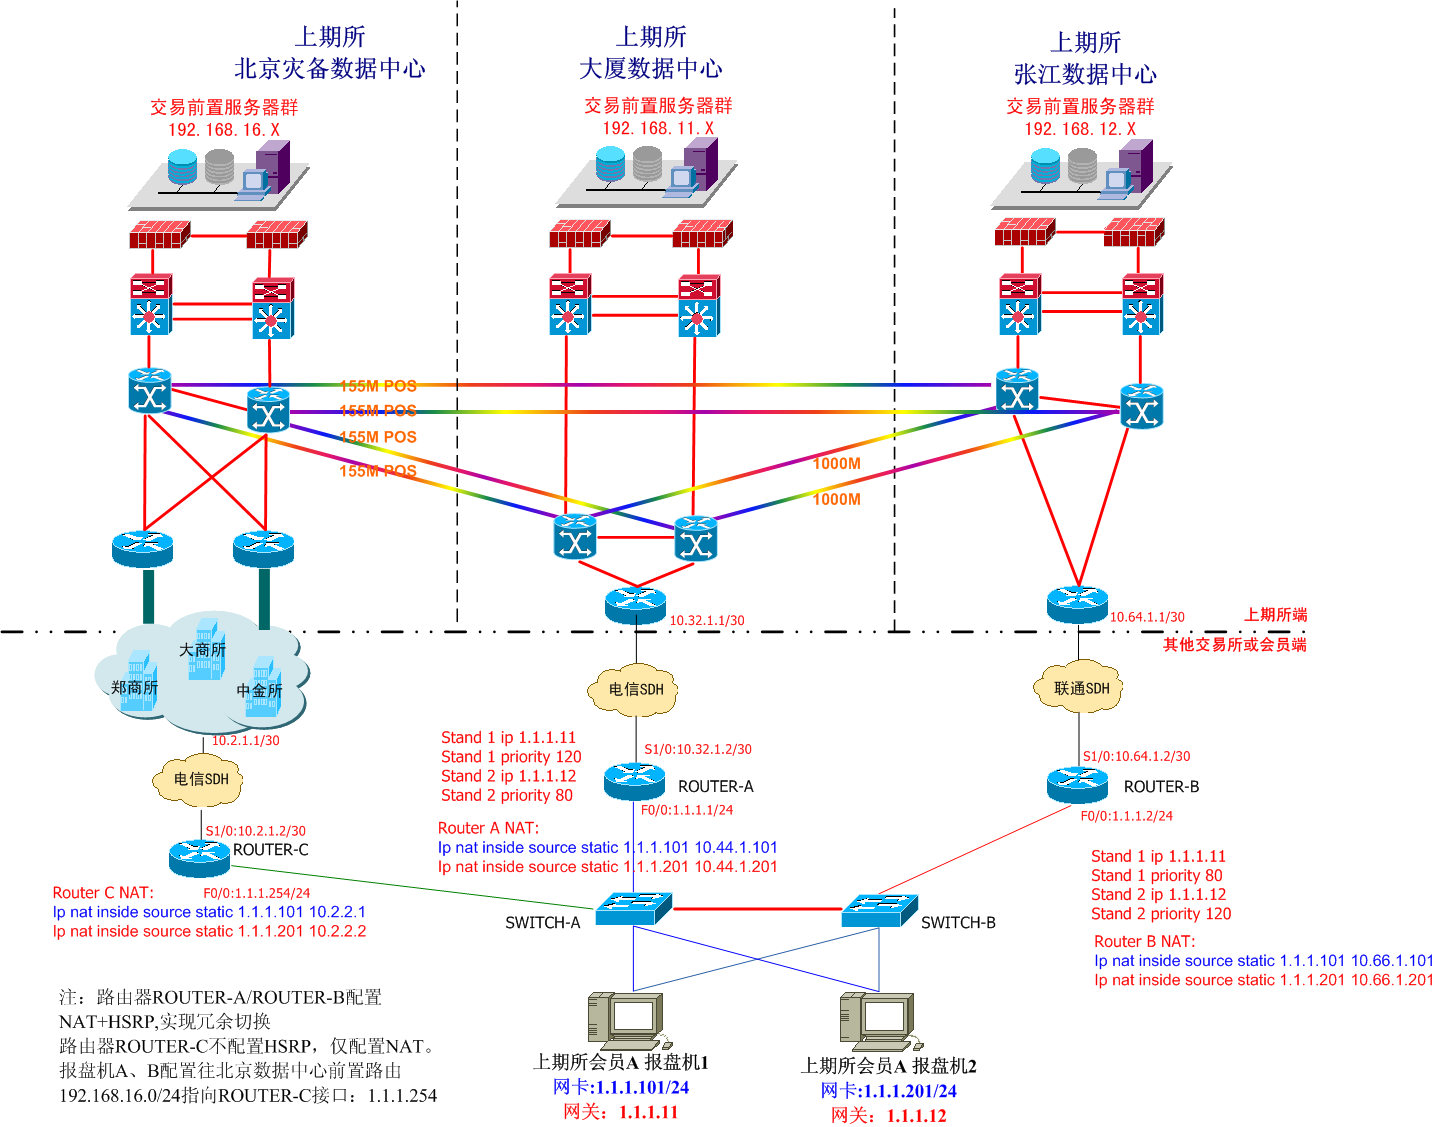 上期所
北京灾备数据中心
上期所
大厦数据中心
上期所
张江数据中心
交易前置服务器群
192.168.16.X
交易前置服务器群
192.168.11.X
交易前置服务器群
192.168.12.X
155M POS
155M POS
155M POS
155M POS
1000M
1000M
10.32.1.1/30
10.64.1.1/30
上期所端
其他交易所或会员端
大商所
郑商所
中金所
10.2.1.1/30
电信SDH
电信SDH
联通SDH
Stand 1 ip 1.1.1.11
Stand 1 priority 120
Stand 2 ip 1.1.1.12
Stand 2 priority 80
S1/0:10.32.1.2/30
ROUTER-A
F0/0:1.1.1.1/24
S1/0:10.64.1.2/30
ROUTER-B
F0/0:1.1.1.2/24
Router A NAT:
Ip nat inside source static 1.1.1.101 10.44.1.101
Ip nat inside source static 1.1.1.201 10.44.1.201
S1/0:10.2.1.2/30
ROUTER-C
F0/0:1.1.1.254/24
Router C NAT:
Ip nat inside source static 1.1.1.101 10.2.2.1
Ip nat inside source static 1.1.1.201 10.2.2.2
Stand 1 ip 1.1.1.11
Stand 1 priority 80
Stand 2 ip 1.1.1.12
Stand 2 priority 120
Router B NAT:
Ip nat inside source static 1.1.1.101 10.66.1.101
Ip nat inside source static 1.1.1.201 10.66.1.201
SWITCH-A
SWITCH-B
注：路由器ROUTER-A/ROUTER-B配置
NAT+HSRP,实现冗余切换
路由器ROUTER-C不配置HSRP，仅配置NAT。
报盘机A、B配置往北京数据中心前置路由
192.168.16.0/24指向ROUTER-C接口：1.1.1.254
上期所会员A 报盘机1
网卡:1.1.1.101/24
网关：1.1.1.11
上期所会员A 报盘机2
网卡:1.1.1.201/24
网关：1.1.1.12